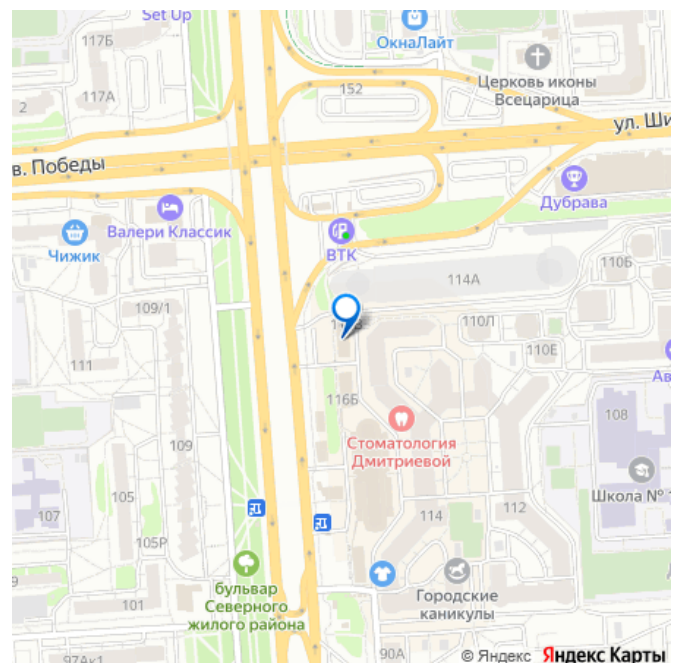 Set Up
117Б
ОкнаЛайт
Церковь иконы
Всецарица
117А
152
2
ул. Ши
в. Победы
Дубрава
Валери Классик
Чижик
ВТК
110Б
114А
109/1
110Л
110Е
111
116Б
Ав
108
Стоматология
Дмитриевой
109
Школа №
105
112
107
114
105Р
бульвар
Северного
жилого района
Городские
каникулы
101
90А
97Ак1
© Яндекс Яндекс Карты